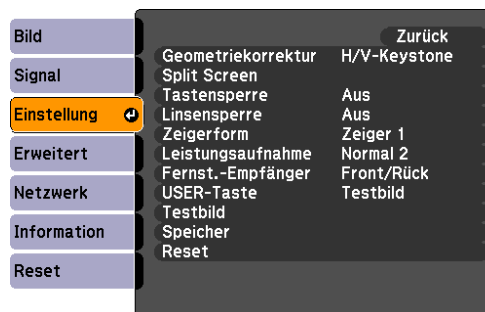 Bild
Signal
Einstellung
Erweitert
Netzwerk
Information
Reset
Zurück
Geometriekorrektur H/V-Keystone
Split Screen
Tastensperre Aus
Linsensperre Aus
Zeigerform Zeiger 1
Leistungsaufnahme Normal 2
Fernst.-Empfänger Front/Rück
USER-Taste Testbild
Testbild
Speicher
Reset